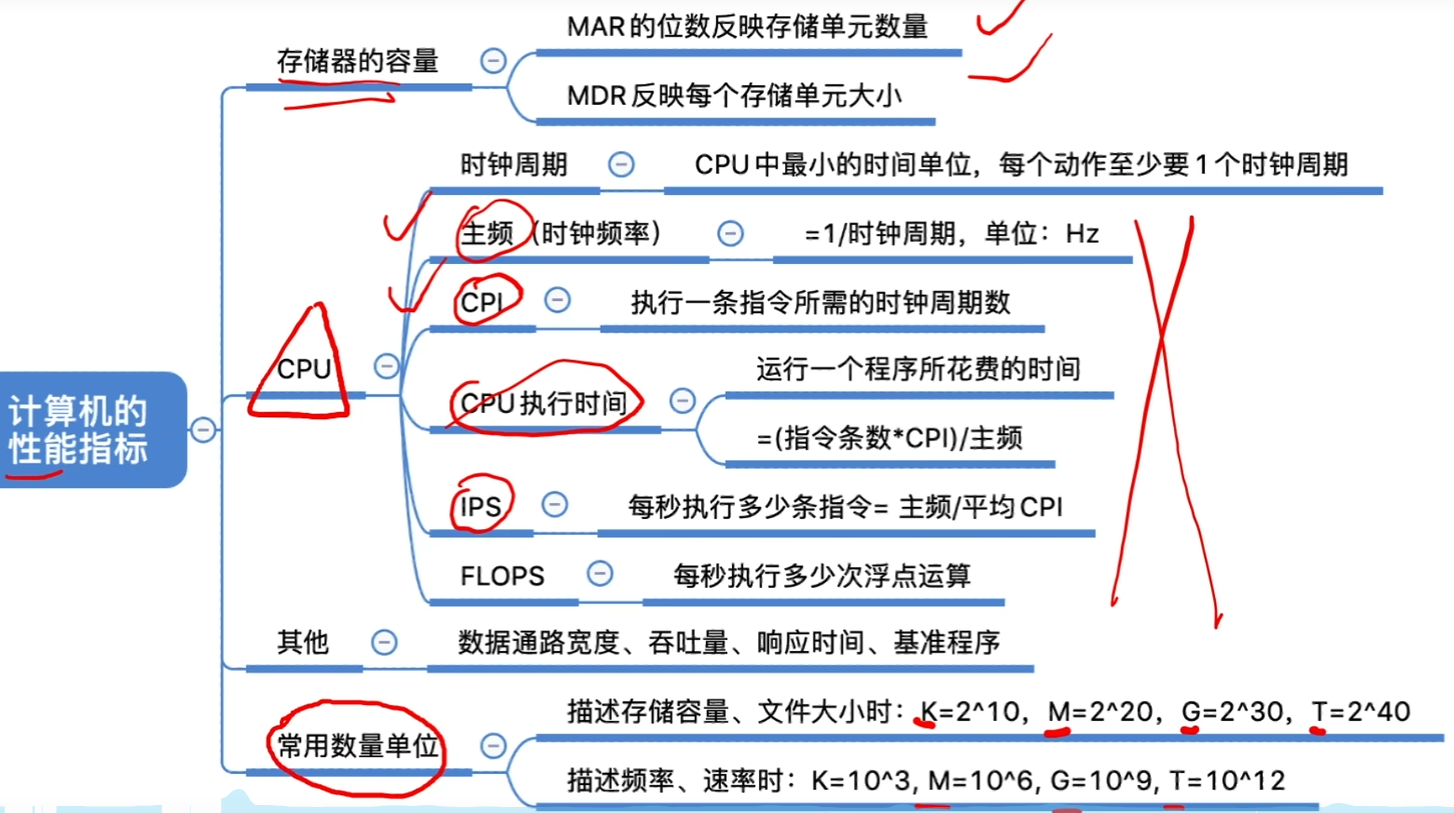 计算机的
性能指标
存储器的容量
MAR的位数反映存储单元数量
MDR反映每个存储单元大小
CPU
时钟周期
CPU中最小的时间单位，每个动作至少要1个时钟周期
主频（时钟频率）
=1/时钟周期，单位：Hz
CPI
执行一条指令所需的时钟周期数
CPU执行时间
运行一个程序所花费的时间
=(指令条数*CPI)/主频
IPS
每秒执行多少条指令= 主频/平均CPI
FLOPS
每秒执行多少次浮点运算
其他
数据通路宽度、吞吐量、响应时间、基准程序
常用数量单位
描述存储容量、文件大小时：K=2^10，M=2^20，G=2^30，T=2^40
描述频率、速率时：K=10^3, M=10^6, G=10^9, T=10^12